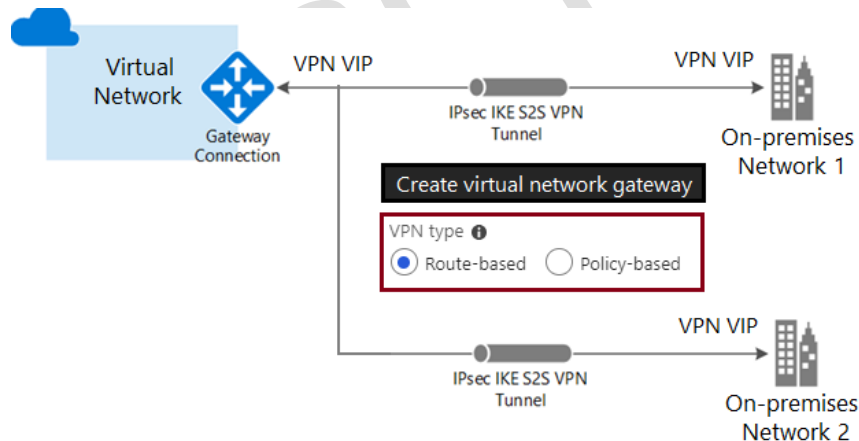 Virtual
Network
VPN VIP
VPN VIP
Gateway
Connection
IPsec IKE S2S VPN
Tunnel
On-premises
Network 1
Create virtual network gateway
VPN type
Route-based
Policy-based
VPN VIP
IPsec IKE S2S VPN
Tunnel
On-premises
Network 2